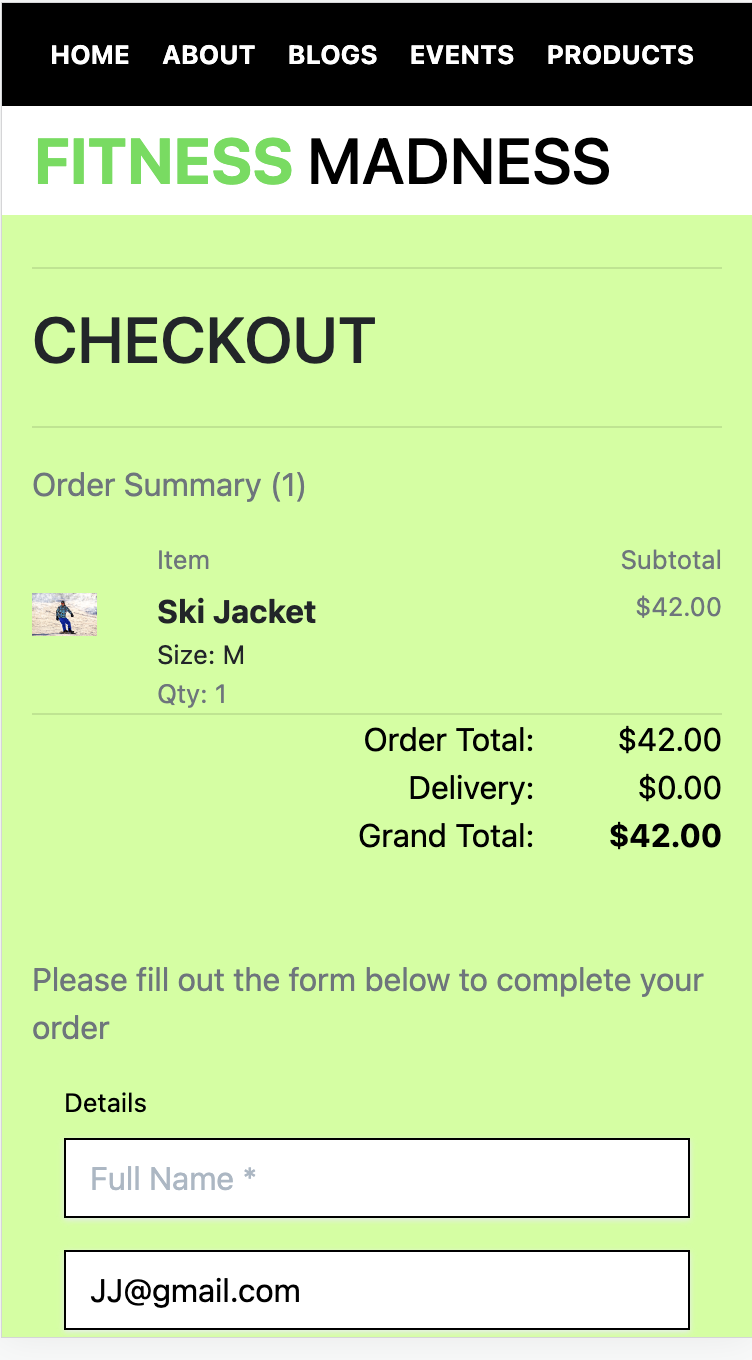 HOME ABOUT BLOGS EVENTS PRODUCTS
FITNESS MADNESS
CHECKOUT
Order Summary (1)
Item Subtotal
Ski Jacket $42.00
Size: M
Qty: 1
Order Total: $42.00
Delivery: $0.00
Grand Total: $42.00
Please fill out the form below to complete your
order
Details
Full Name *
JJ@gmail.com